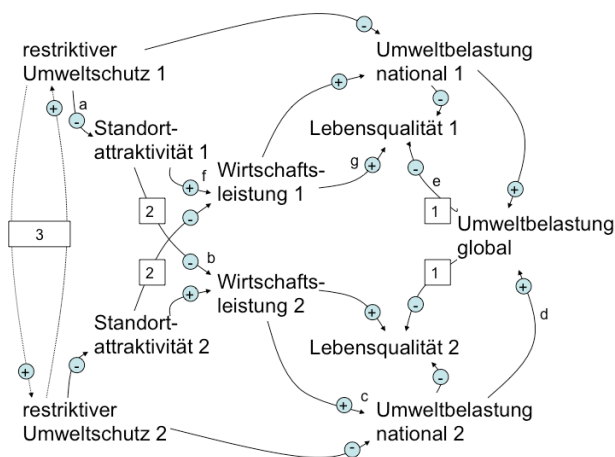 restriktiver
Umweltschutz 1
-
Umweltbelastung
national 1
+
a
-
+
-
Standort-
attraktivität 1
Lebensqualität 1
f
+
Wirtschafts-
leistung 1
g
+
-
e
+
2
-
1
Umweltbelastung
global
3
2
-
b
1
Wirtschafts-
leistung 2
+
-
+
d
Standort-
attraktivität 2
+
Lebensqualität 2
+
-
-
c
+
restriktiver
Umweltschutz 2
-
Umweltbelastung
national 2